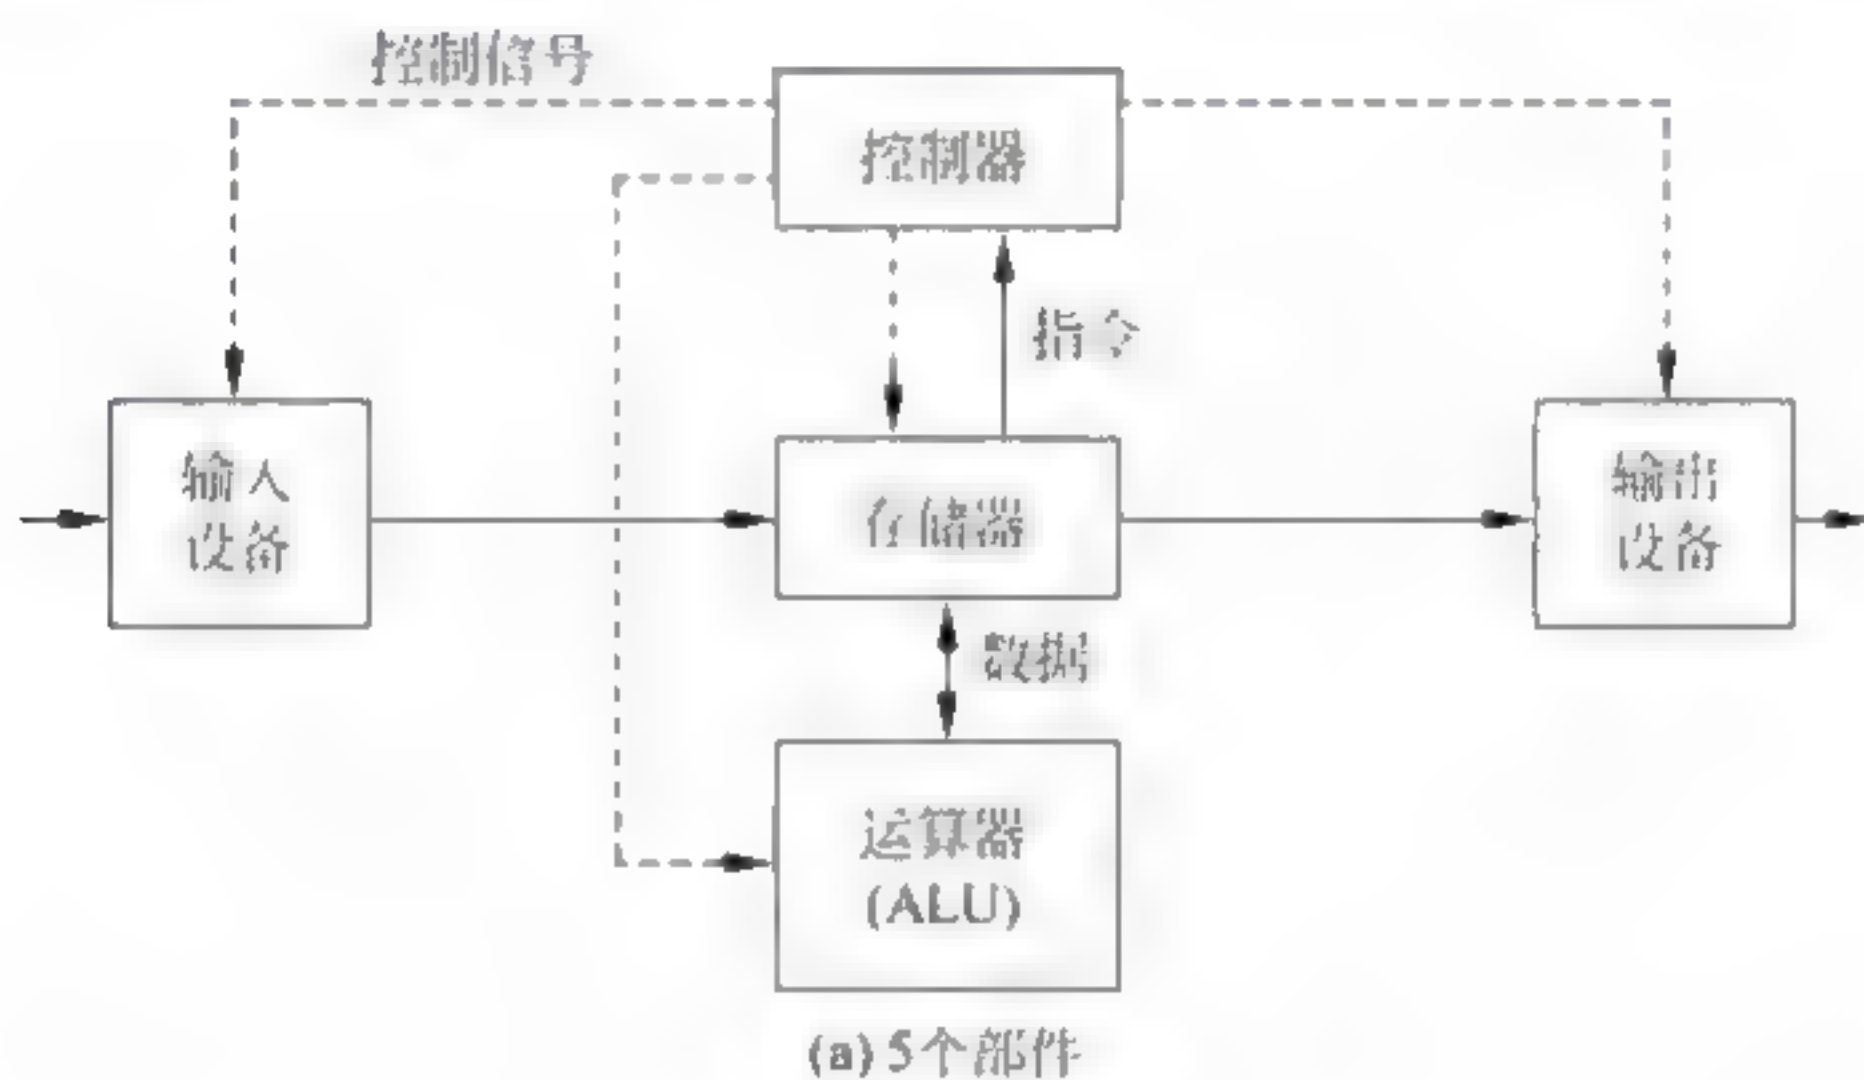 控制信号
控制器
指令
输入
设备
存储器
输出
设备
数据
运算器
(ALU)
(a) 5个部件